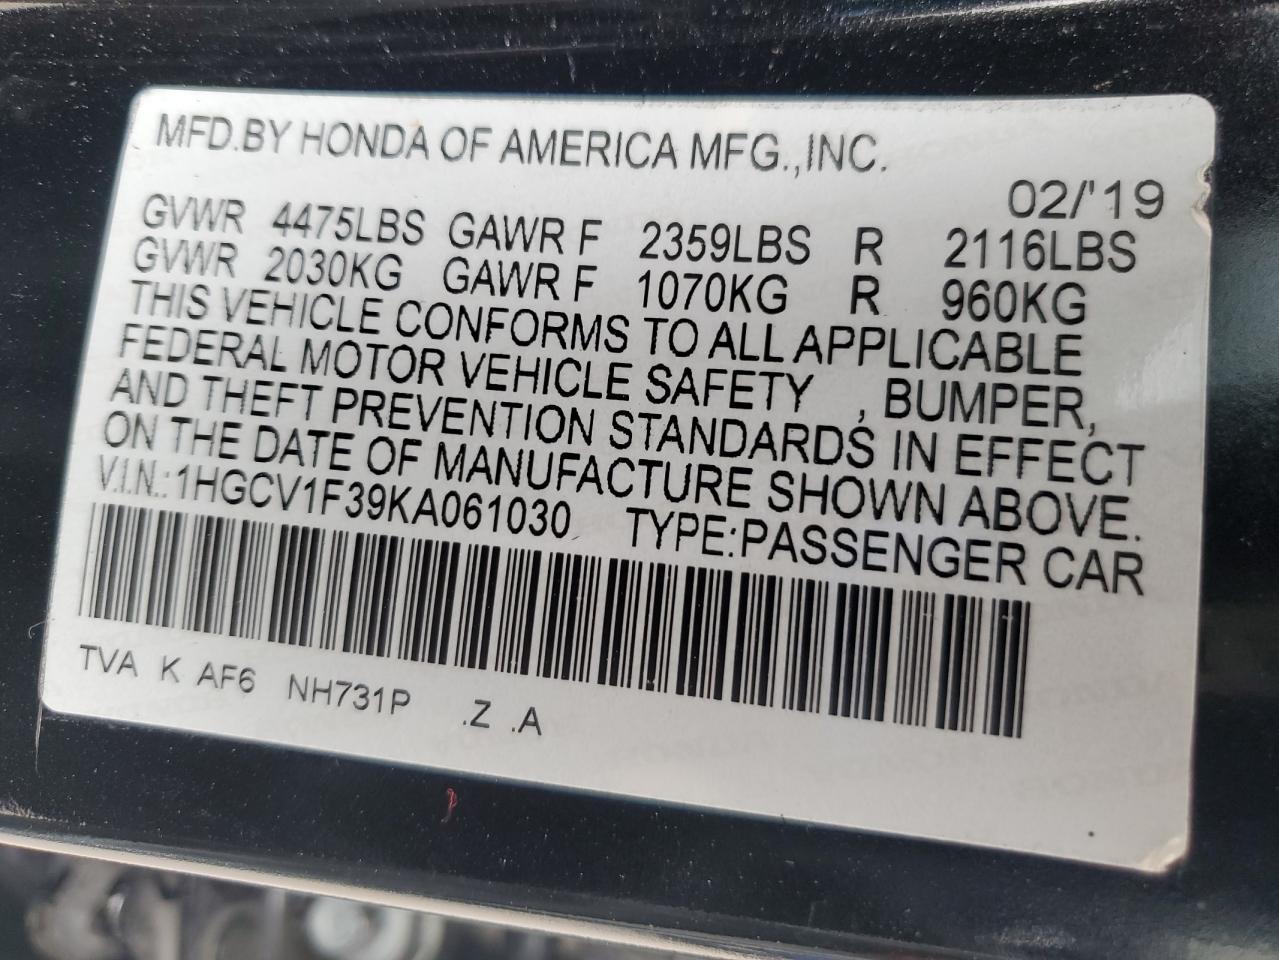 MFD.BY HONDA OF AMERICA MFG.,INC.
02/'19
GVWR 4475LBS GAWR F 2359LBS R 2116LBS
GVWR 2030KG GAWR F 1070KG R 960KG
THIS VEHICLE CONFORMS TO ALL APPLICABLE
FEDERAL MOTOR VEHICLE SAFETY , BUMPER,
AND THEFT PREVENTION STANDARDS IN EFFECT
ON THE DATE OF MANUFACTURE SHOWN ABOVE.
V.I.N.:1HGCV1F39KA061030 TYPE:PASSENGER CAR
TVA K AF6 NH731P .Z .A